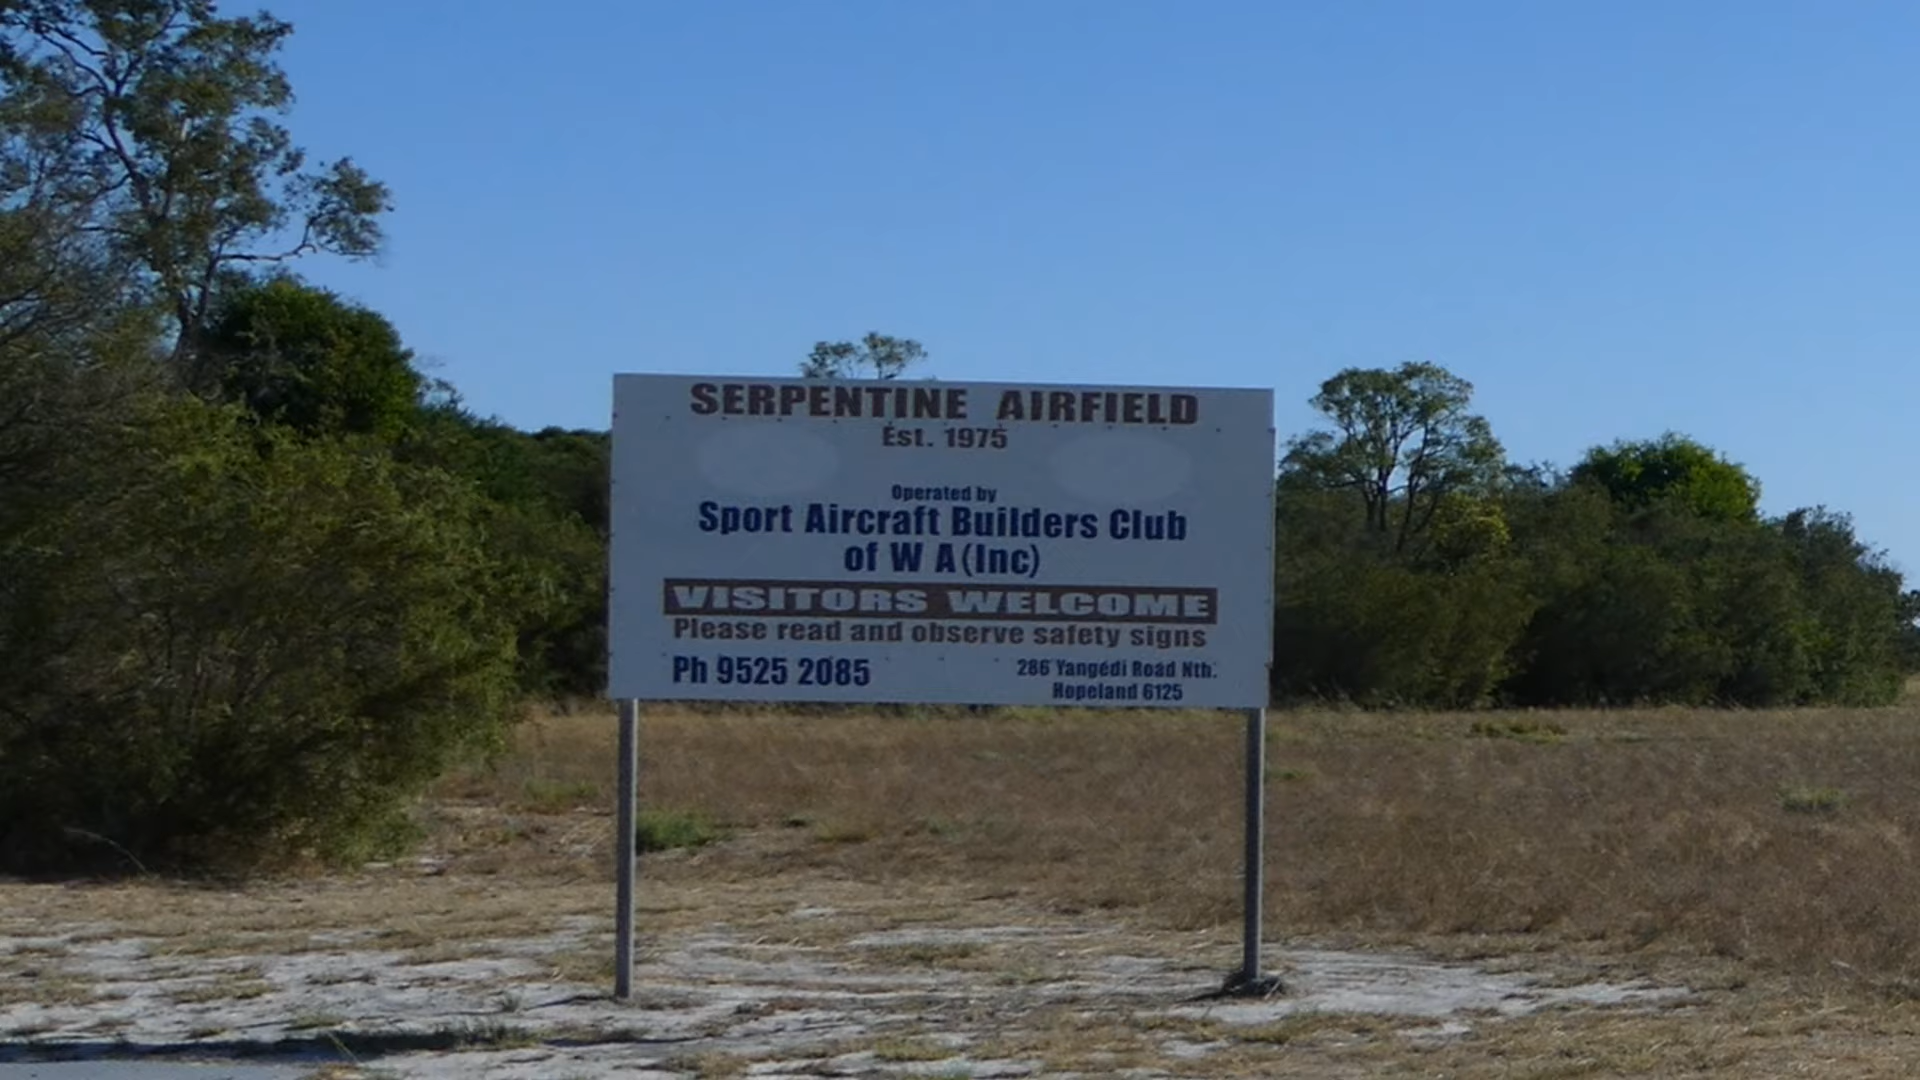 SERPENTINE AIRFIELD
Est. 1975
Operated by
Sport Aircraft Builders Club
of W A (Inc)
VISITORS WELCOME
Please read and observe safety signs
Ph 9525 2085
286 Yangedi Road Nth.
Hopeland 6125